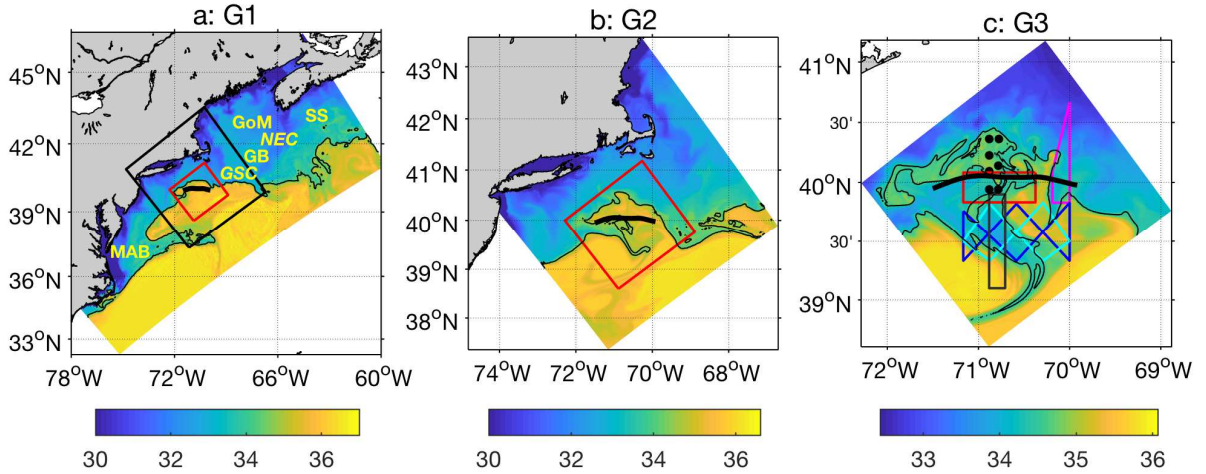 a: G1
45°N
42°N
39°N
36°N
33°N
78°W 72°W 66°W 60°W
GoM
SS
NEC
GB
GSC
MAB
30 32 34 36
b: G2
43°N
42°N
41°N
40°N
39°N
38°N
74°W 72°W 70°W 68°W
30 32 34 36
c: G3
41°N
30'
40°N
30'
39°N
72°W 71°W 70°W 69°W
33 34 35 36